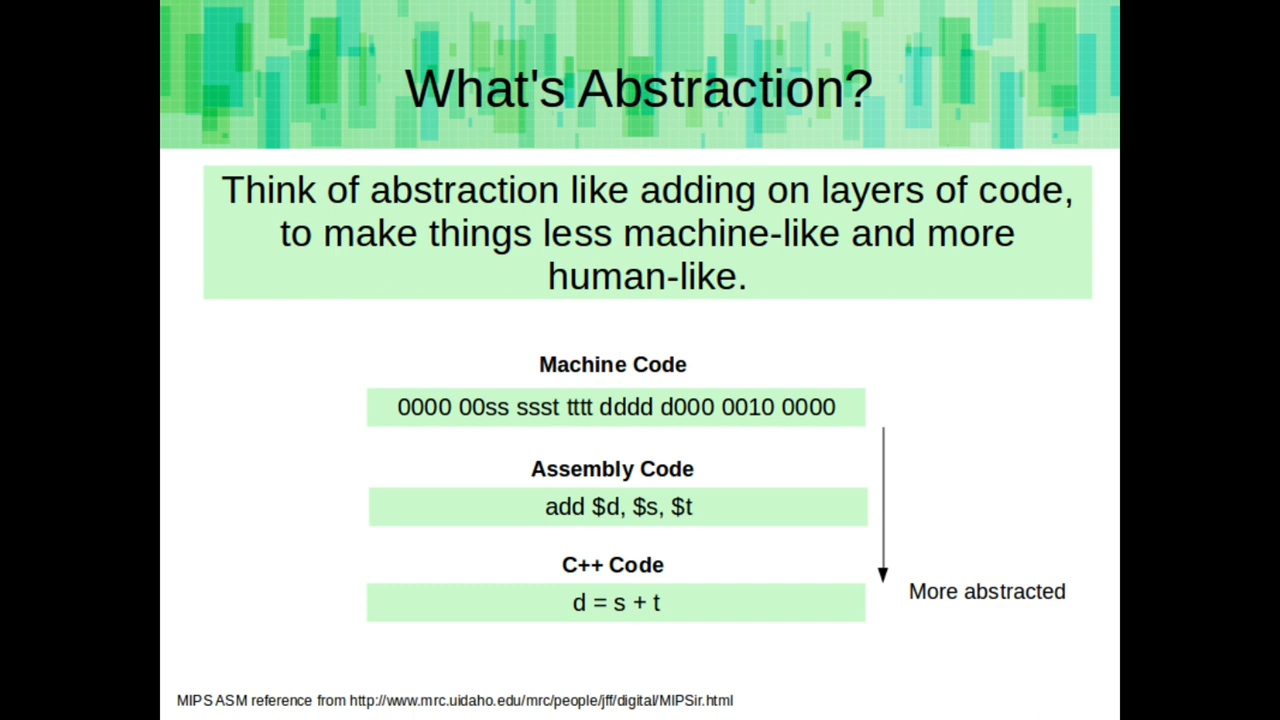 What's Abstraction?
Think of abstraction like adding on layers of code,
to make things less machine-like and more
human-like.
Machine Code
0000 00ss ssst tttt dddd d000 0010 0000
Assembly Code
add $d, $s, $t
C++ Code
d = s + t
More abstracted
MIPS ASM reference from http://www.mrc.uidaho.edu/mrc/people/jff/digital/MIPSir.html